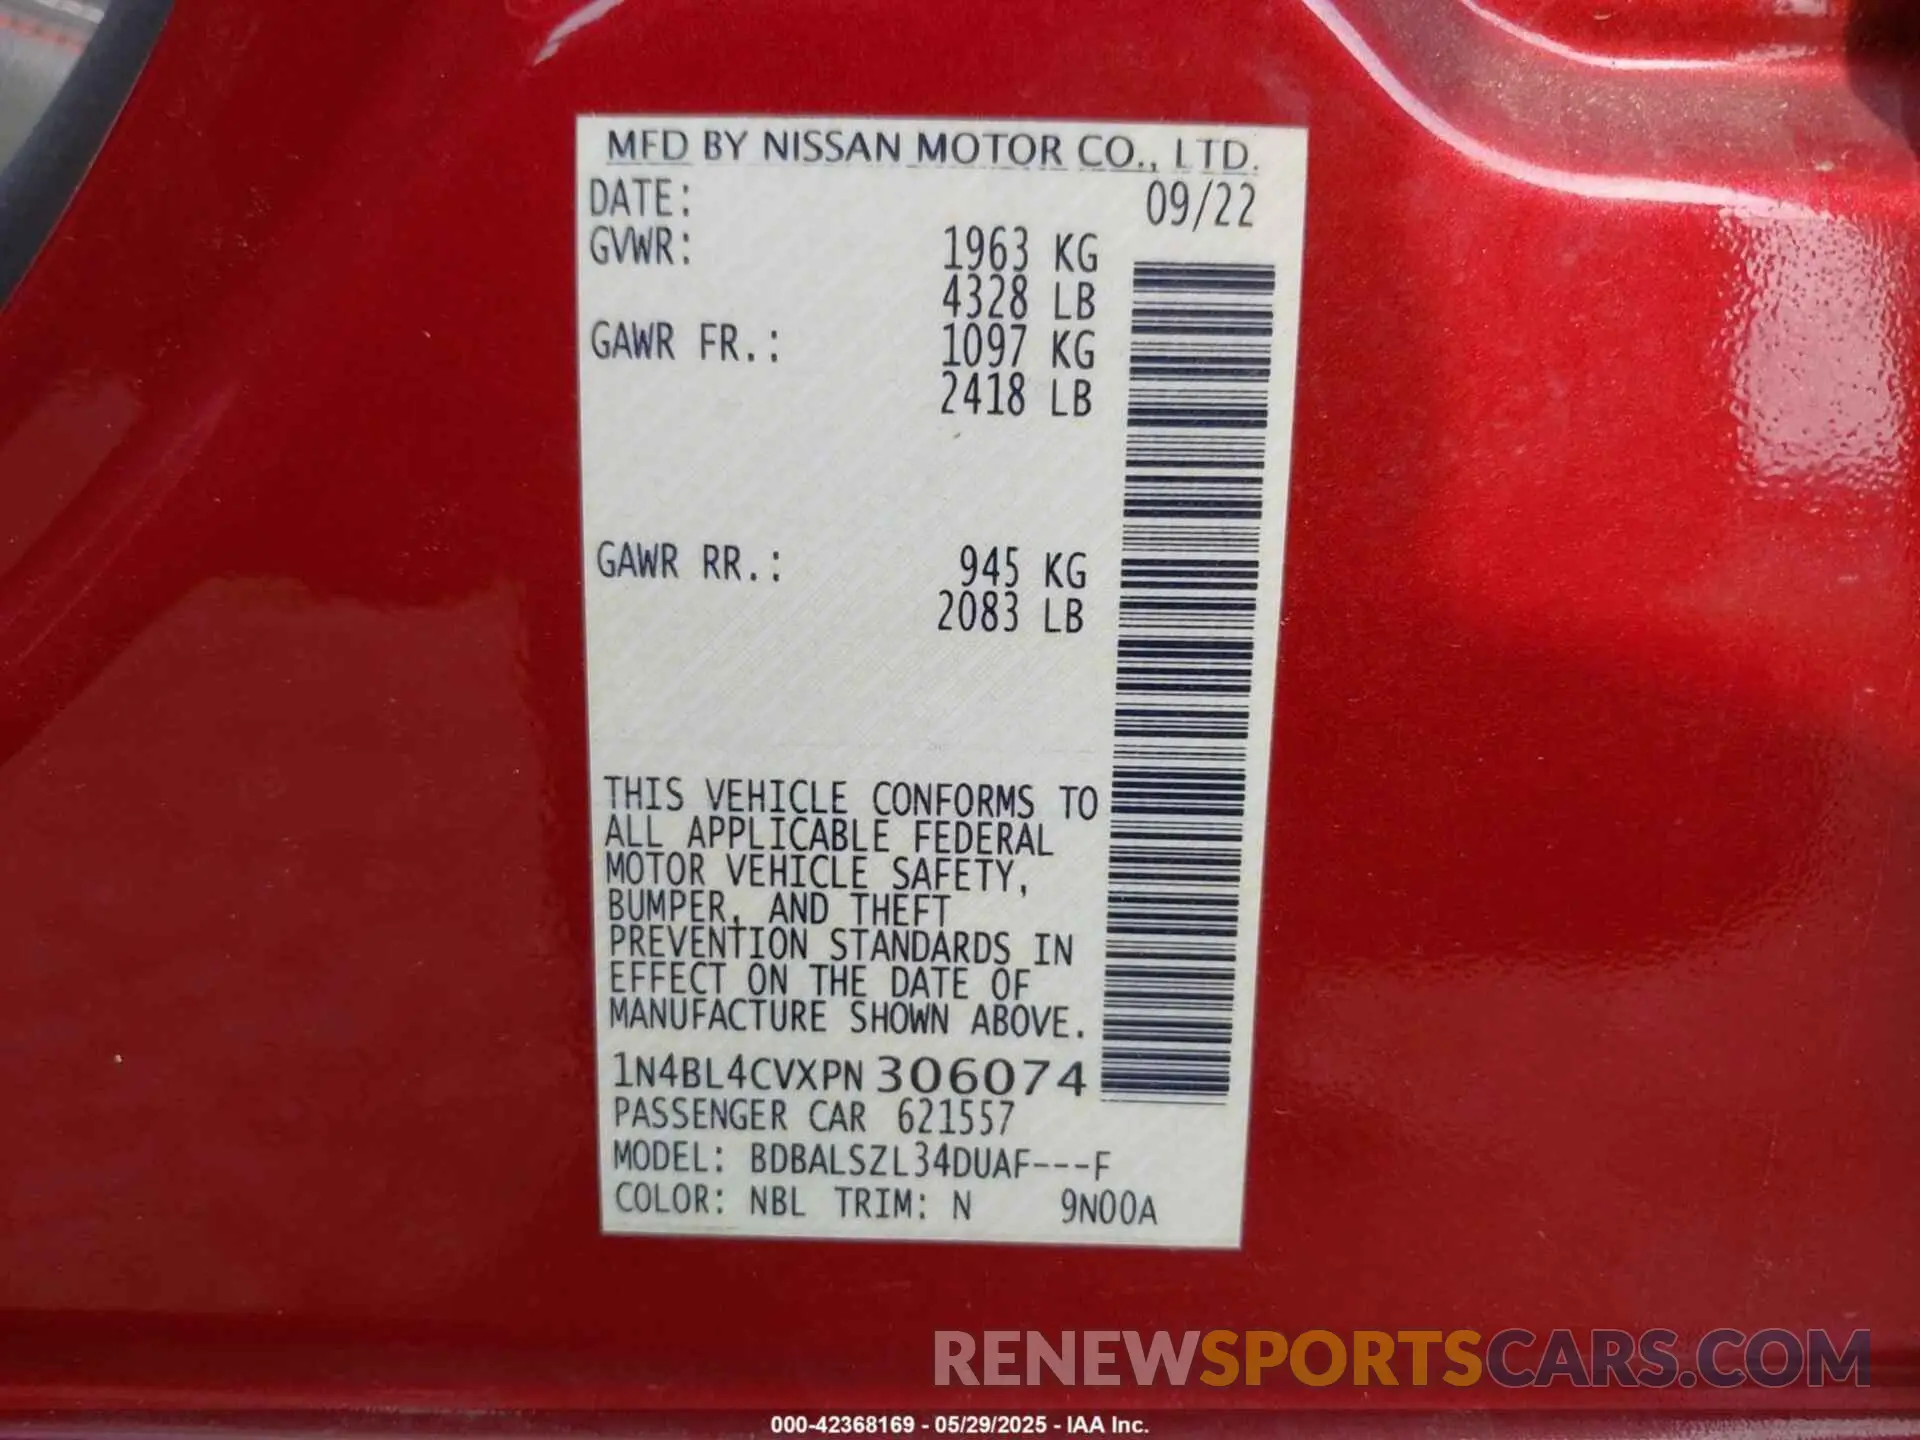 MFD BY NISSAN MOTOR CO., LTD.
DATE: 09/22
GVWR: 1963 KG
4328 LB
GAWR FR.: 1097 KG
2418 LB
GAWR RR.: 945 KG
2083 LB
THIS VEHICLE CONFORMS TO
ALL APPLICABLE FEDERAL
MOTOR VEHICLE SAFETY,
BUMPER, AND THEFT
PREVENTION STANDARDS IN
EFFECT ON THE DATE OF
MANUFACTURE SHOWN ABOVE.
1N4BL4CVXPN306074
PASSENGER CAR 621557
MODEL: BDBALSZL34DUAF---F
COLOR: NBL TRIM: N 9N00A
RENEWSPORTSCARS.COM
000-42368169 - 05/29/2025 - IAA Inc.